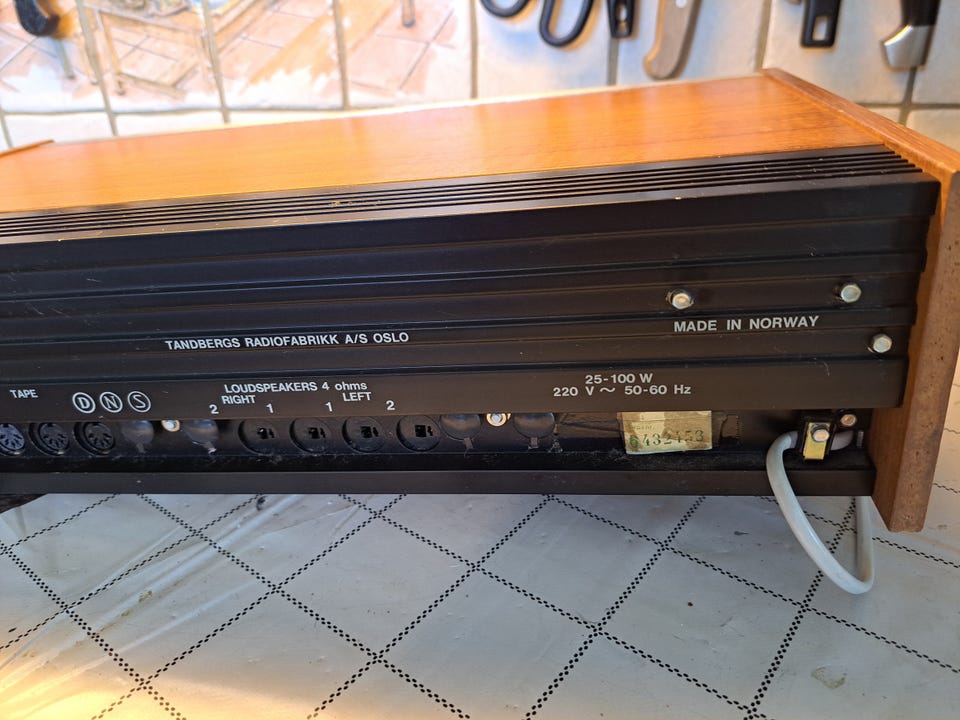 TANDBERGS RADIOFABRIKK A/S OSLO
MADE IN NORWAY
TAPE
D N S
LOUDSPEAKERS 4 ohms
RIGHT LEFT
2 1 1 2
25-100 W
220 V ~ 50-60 Hz